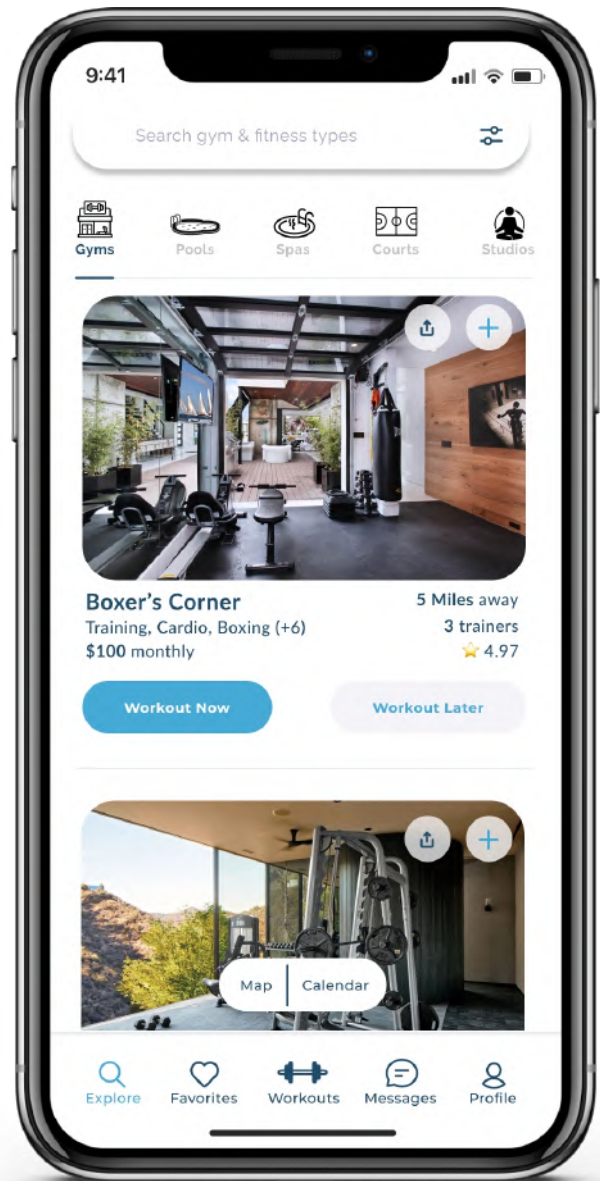 9:41
Search gym & fitness types
Gyms Pools Spas Courts Studios
Boxer's Corner 5 Miles away
Training, Cardio, Boxing (+6) 3 trainers
$100 monthly 4.97
Workout Now Workout Later
Map Calendar
Explore Favorites Workouts Messages Profile